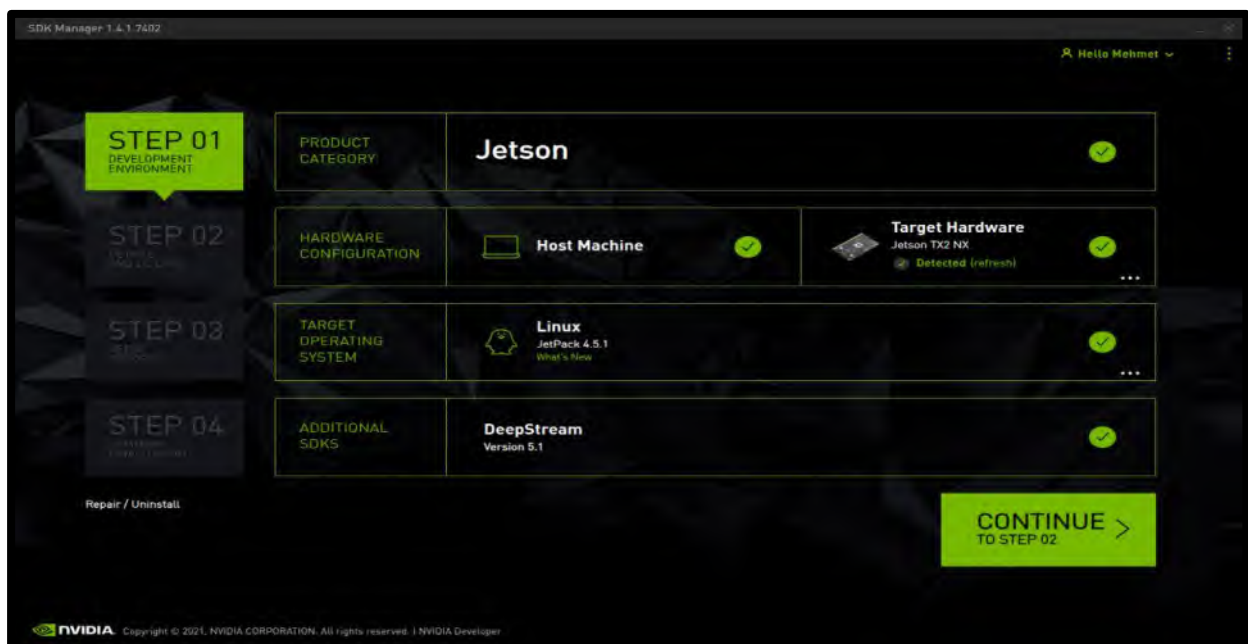 SDK Manager 1.4.1.7402
Hello Mehmet
STEP 01
DEVELOPMENT
ENVIRONMENT
PRODUCT
CATEGORY
Jetson
STEP 02
HARDWARE
CONFIGURATION
Host Machine
Target Hardware
Jetson TX2 NX
Detected (refresh)
STEP 03
TARGET
OPERATING
SYSTEM
Linux
JetPack 4.5.1
What's New
STEP 04
ADDITIONAL
SDKS
DeepStream
Version 5.1
Repair / Uninstall
CONTINUE >
TO STEP 02
NVIDIA. Copyright © 2021, NVIDIA CORPORATION. All rights reserved. | NVIDIA Developer